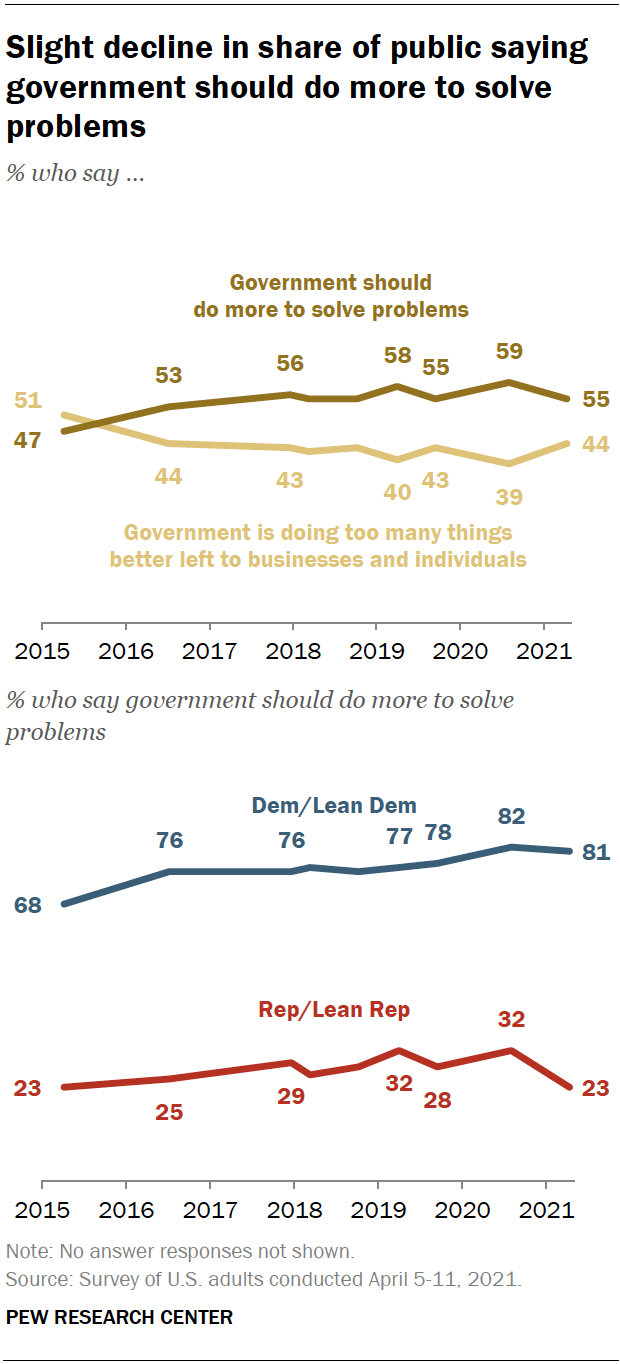 Slight decline in share of public saying
government should do more to solve
problems
% who say ...
Government should
do more to solve problems
51
47
53
56
58
55
59
55
44
43
40
43
39
44
Government is doing too many things
better left to businesses and individuals
2015 2016 2017 2018 2019 2020 2021
% who say government should do more to solve
problems
Dem/Lean Dem
68
76
76
77
78
82
81
Rep/Lean Rep
23
25
29
32
28
32
23
2015 2016 2017 2018 2019 2020 2021
Note: No answer responses not shown.
Source: Survey of U.S. adults conducted April 5-11, 2021.
PEW RESEARCH CENTER